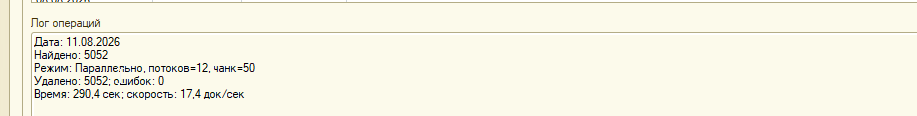 Лог операций
Дата: 11.08.2026
Найдено: 5052
Режим: Параллельно, потоков=12, чанк=50
Удалено: 5052; ошибок: 0
Время: 290,4 сек; скорость: 17,4 док/сек